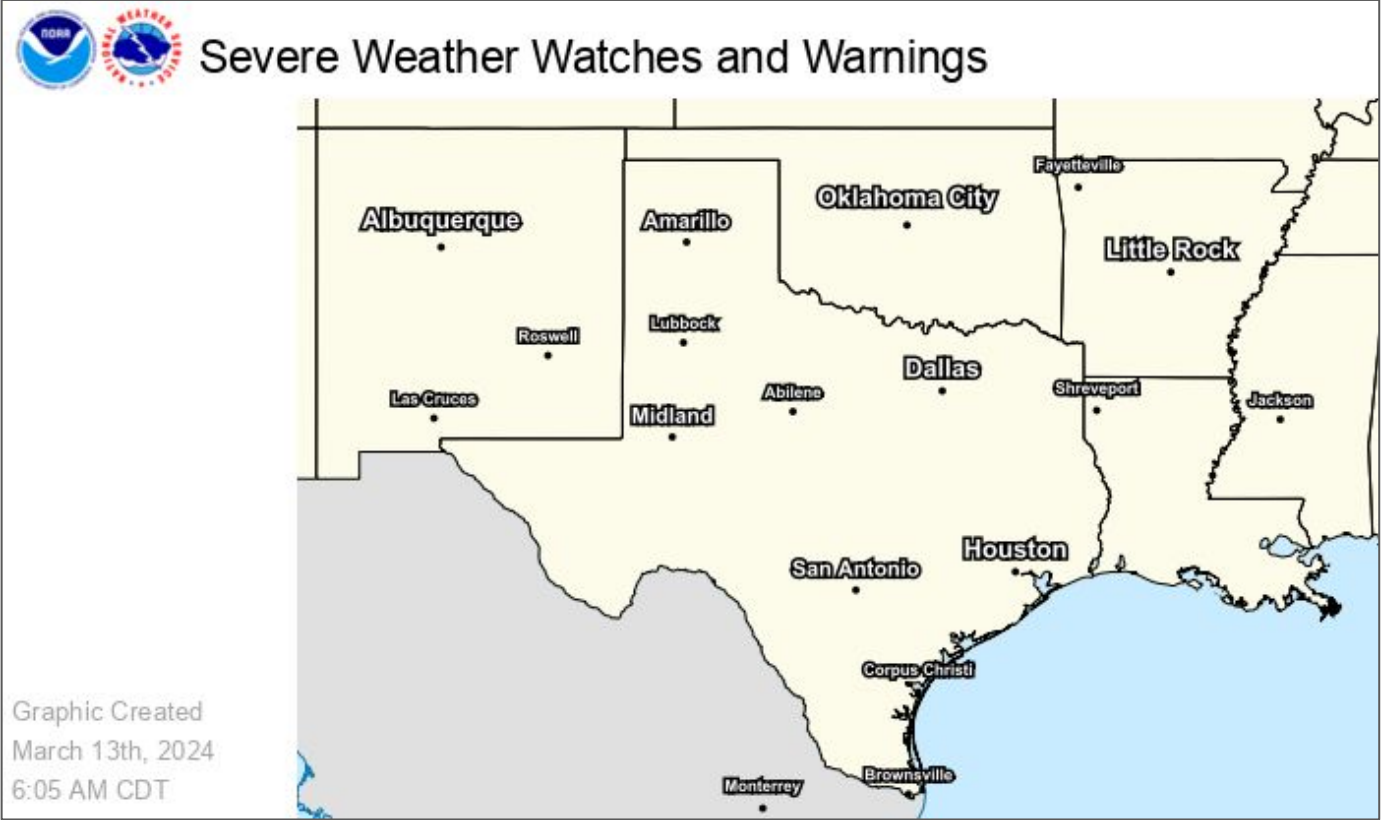 NOAA
NATIONAL WEATHER SERVICE
Severe Weather Watches and Warnings
Fayetteville
Oklahoma City
Albuquerque
Amarillo
Little Rock
Lubbock
Roswell
Dallas
Abilene
Shreveport
Las Cruces
Jackson
Midland
Houston
San Antonio
Corpus Christi
Graphic Created
March 13th, 2024
6:05 AM CDT
Brownsville
Monterrey